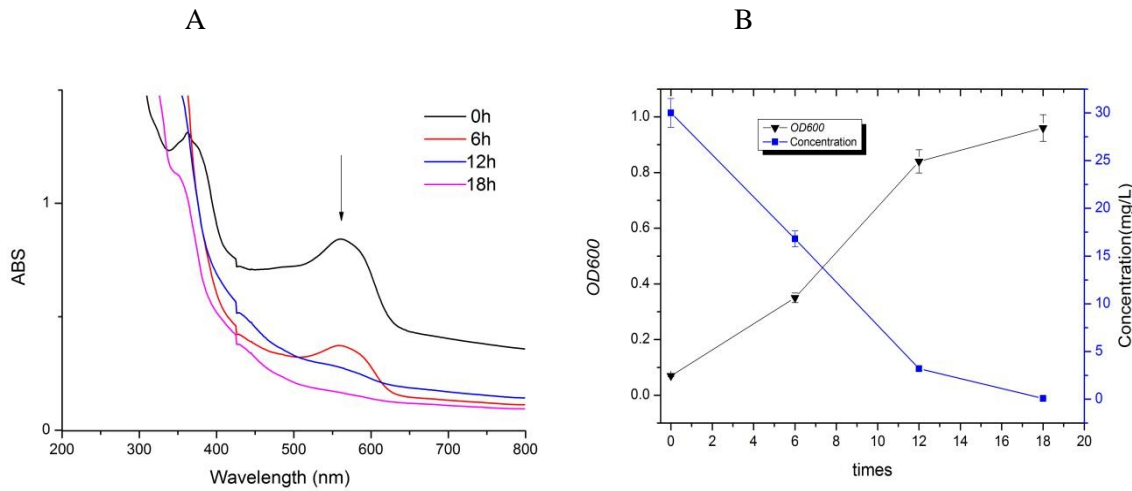 A
B
ABS
1
0
0h
6h
12h
18h
200 300 400 500 600 700 800
Wavelength (nm)
OD600
1.0
0.8
0.6
0.4
0.2
0.0
OD600
Concentration
0 2 4 6 8 10 12 14 16 18 20
times
30
25
20
15
10
5
0
Concentration(mg/L)